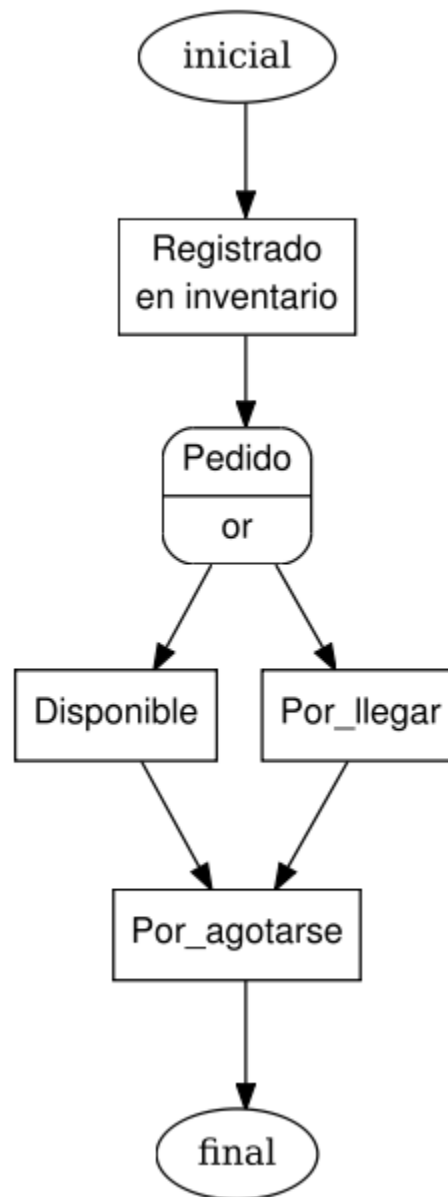 inicial
Registrado
en inventario
Pedido
or
Disponible
Por_llegar
Por_agotarse
final